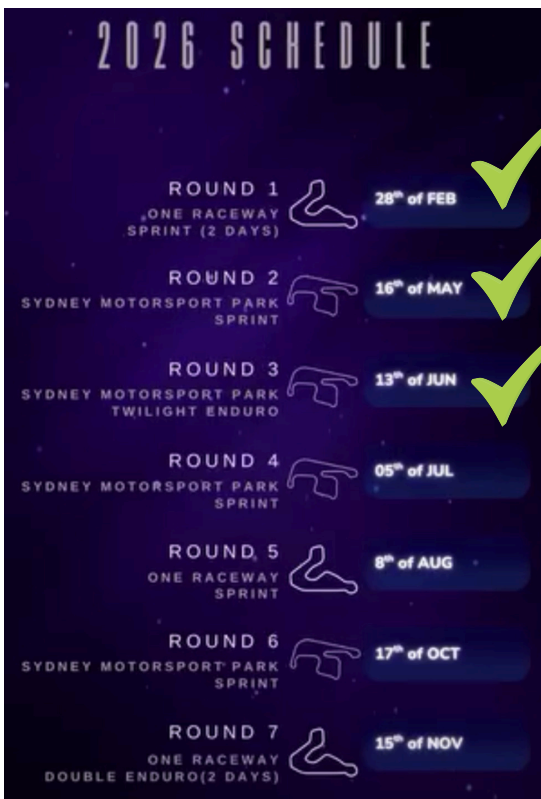 2026 SCHEDULE
ROUND 1
ONE RACEWAY
SPRINT (2 DAYS)
28th of FEB
ROUND 2
SYDNEY MOTORSPORT PARK
SPRINT
16th of MAY
ROUND 3
SYDNEY MOTORSPORT PARK
TWILIGHT ENDURO
13th of JUN
ROUND 4
SYDNEY MOTORSPORT PARK
SPRINT
05th of JUL
ROUND 5
ONE RACEWAY
SPRINT
8th of AUG
ROUND 6
SYDNEY MOTORSPORT PARK
SPRINT
17th of OCT
ROUND 7
ONE RACEWAY
DOUBLE ENDURO(2 DAYS)
15th of NOV